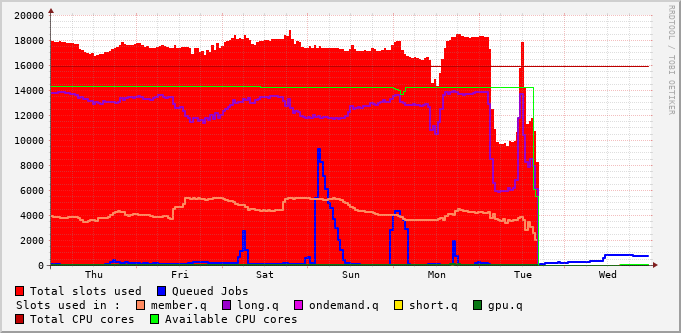 20000
18000
16000
14000
12000
10000
8000
6000
4000
2000
0
Thu Fri Sat Sun Mon Tue Wed
Total slots used Queued Jobs
Slots used in : member.q long.q ondemand.q short.q gpu.q
Total CPU cores Available CPU cores
RRDTOOL / TOBI OETIKER